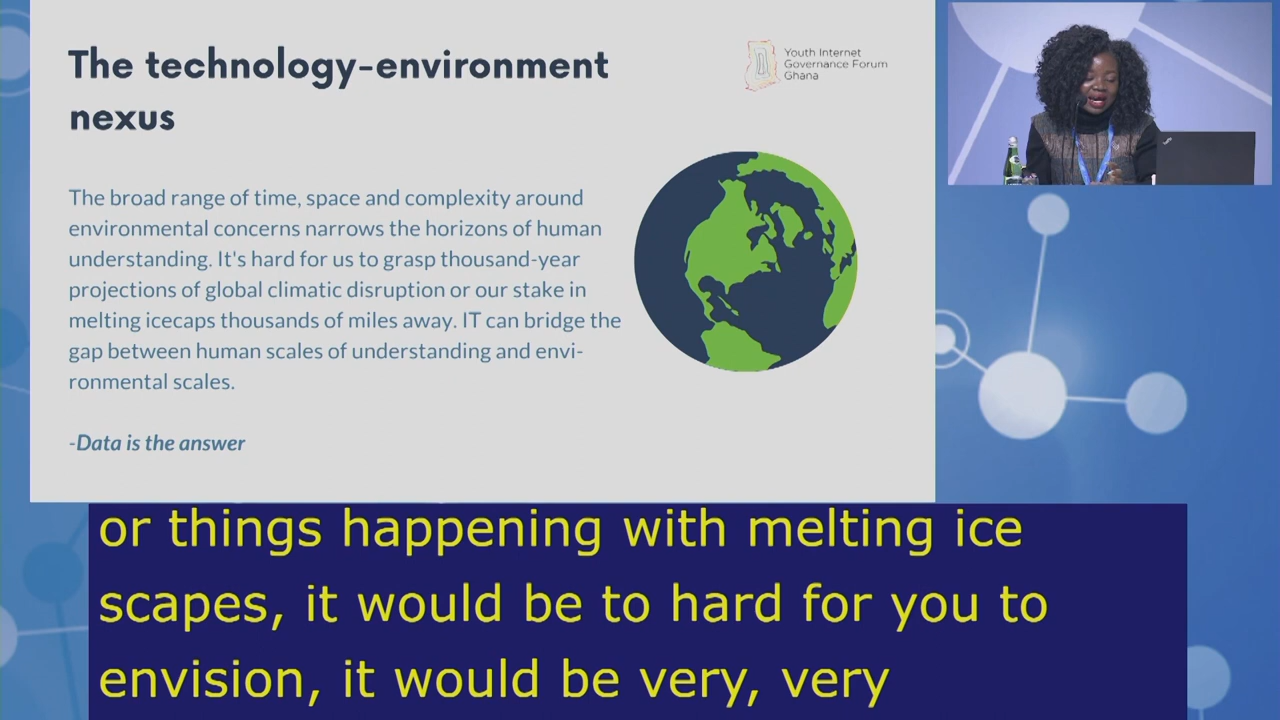 The technology-environment
nexus
Youth Internet
Governance Forum
Ghana
The broad range of time, space and complexity around
environmental concerns narrows the horizons of human
understanding. It's hard for us to grasp thousand-year
projections of global climatic disruption or our stake in
melting icecaps thousands of miles away. IT can bridge the
gap between human scales of understanding and envi-
ronmental scales.
-Data is the answer
or things happening with melting ice
scapes, it would be to hard for you to
envision, it would be very, very